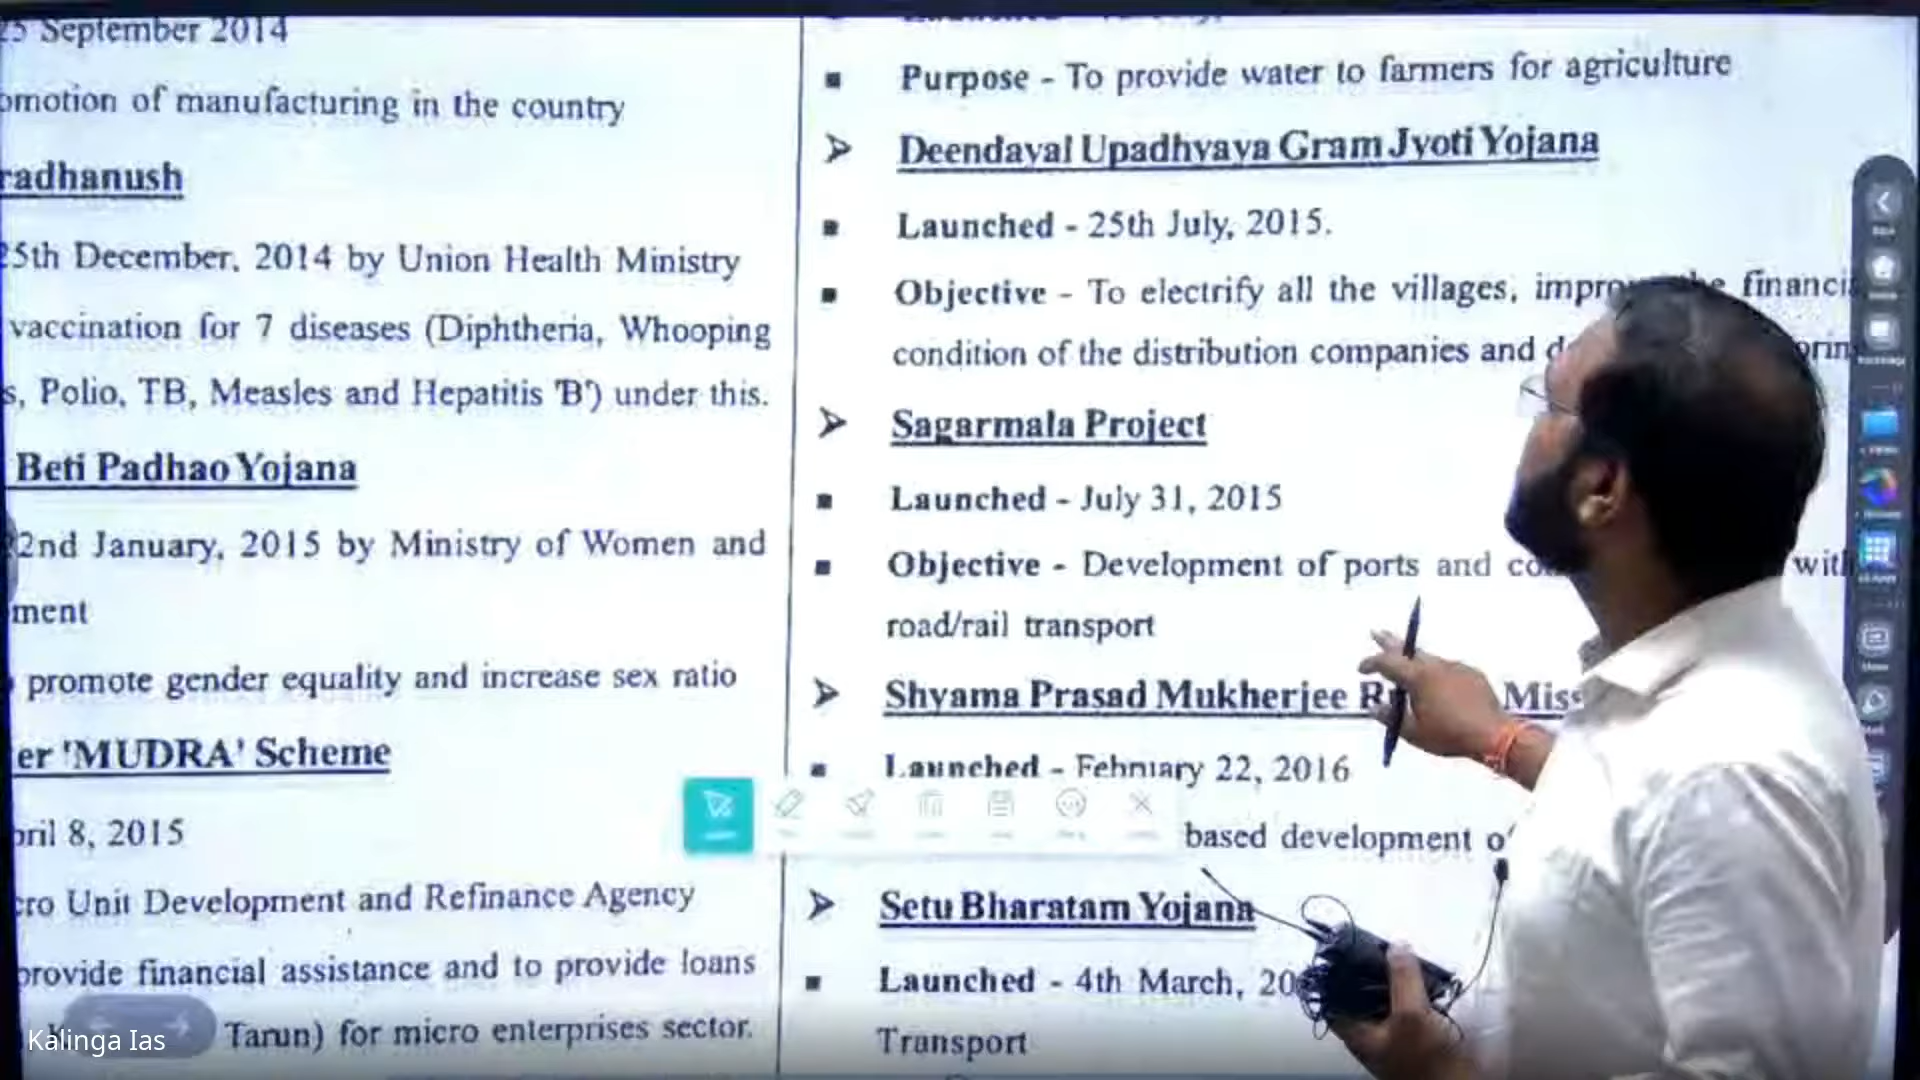 25 September 2014
omotion of manufacturing in the country
radhanush
25th December, 2014 by Union Health Ministry
vaccination for 7 diseases (Diphtheria, Whooping
s, Polio, TB, Measles and Hepatitis 'B') under this.
Beti Padhao Yojana
22nd January, 2015 by Ministry of Women and
ment
promote gender equality and increase sex ratio
er 'MUDRA' Scheme
pril 8, 2015
cro Unit Development and Refinance Agency
provide financial assistance and to provide loans
Tarun) for micro enterprises sector.
Purpose - To provide water to farmers for agriculture
Deendayal Upadhyaya Gram Jyoti Yojana
Launched - 25th July, 2015.
Objective - To electrify all the villages, the financi
condition of the distribution companies and
Sagarmala Project
Launched - July 31, 2015
Objective - Development of ports and with
road/rail transport
Shyama Prasad Mukherjee
Launched - February 22, 2016
based development
Setu Bharatam Yojana
Launched - 4th March, 20
Transport
Kalinga Ias